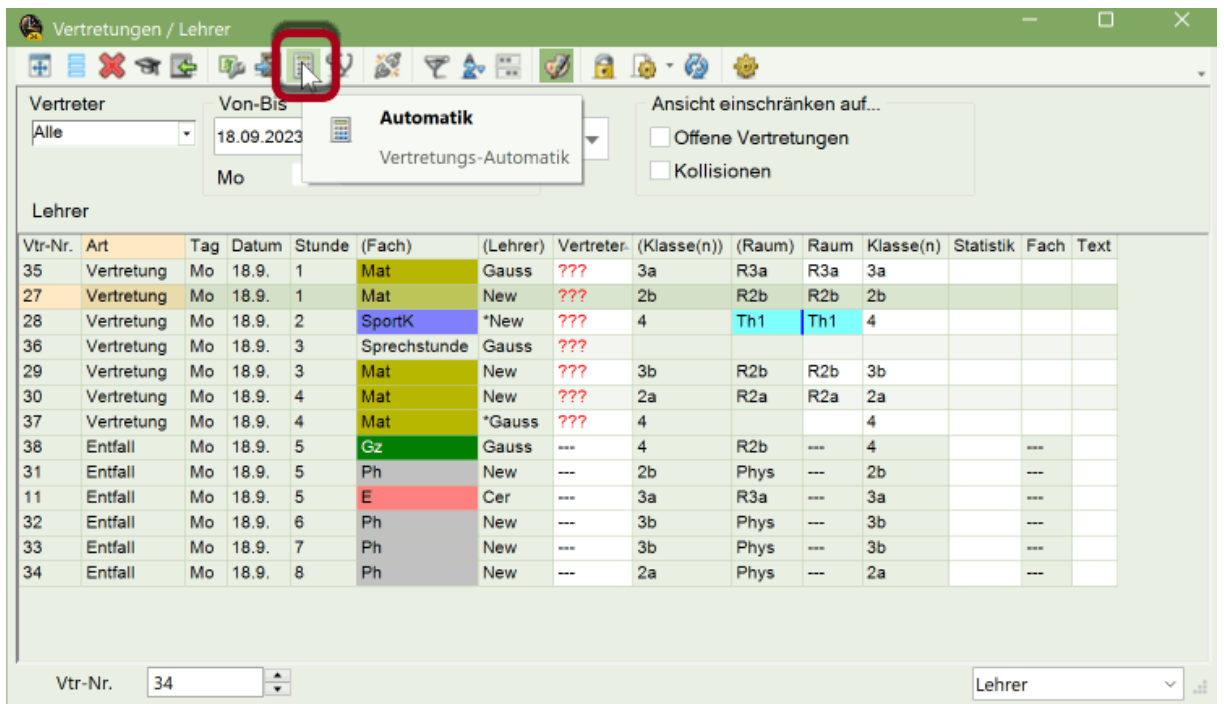 Vertretungen / Lehrer
Vertreter Von-Bis Ansicht einschränken auf...
Alle 18.09.2023 Automatik Offene Vertretungen
Vertretungs-Automatik
Mo Kollisionen
Lehrer
Vtr-Nr. Art Tag Datum Stunde (Fach) (Lehrer) Vertreter (Klasse(n)) (Raum) Raum Klasse(n) Statistik Fach Text
35 Vertretung Mo 18.9. 1 Mat Gauss ??? 3a R3a R3a 3a
27 Vertretung Mo 18.9. 1 Mat New ??? 2b R2b R2b 2b
28 Vertretung Mo 18.9. 2 SportK *New ??? 4 Th1 Th1 4
36 Vertretung Mo 18.9. 3 Sprechstunde Gauss ???
29 Vertretung Mo 18.9. 3 Mat New ??? 3b R2b R2b 3b
30 Vertretung Mo 18.9. 4 Mat New ??? 2a R2a R2a 2a
37 Vertretung Mo 18.9. 4 Mat *Gauss ??? 4 4
38 Entfall Mo 18.9. 5 Gz Gauss --- 4 R2b --- 4 ---
31 Entfall Mo 18.9. 5 Ph New --- 2b Phys --- 2b ---
11 Entfall Mo 18.9. 5 E Cer --- 3a R3a --- 3a ---
32 Entfall Mo 18.9. 6 Ph New --- 3b Phys --- 3b ---
33 Entfall Mo 18.9. 7 Ph New --- 3b Phys --- 3b ---
34 Entfall Mo 18.9. 8 Ph New --- 2a Phys --- 2a ---
Vtr-Nr. 34 Lehrer